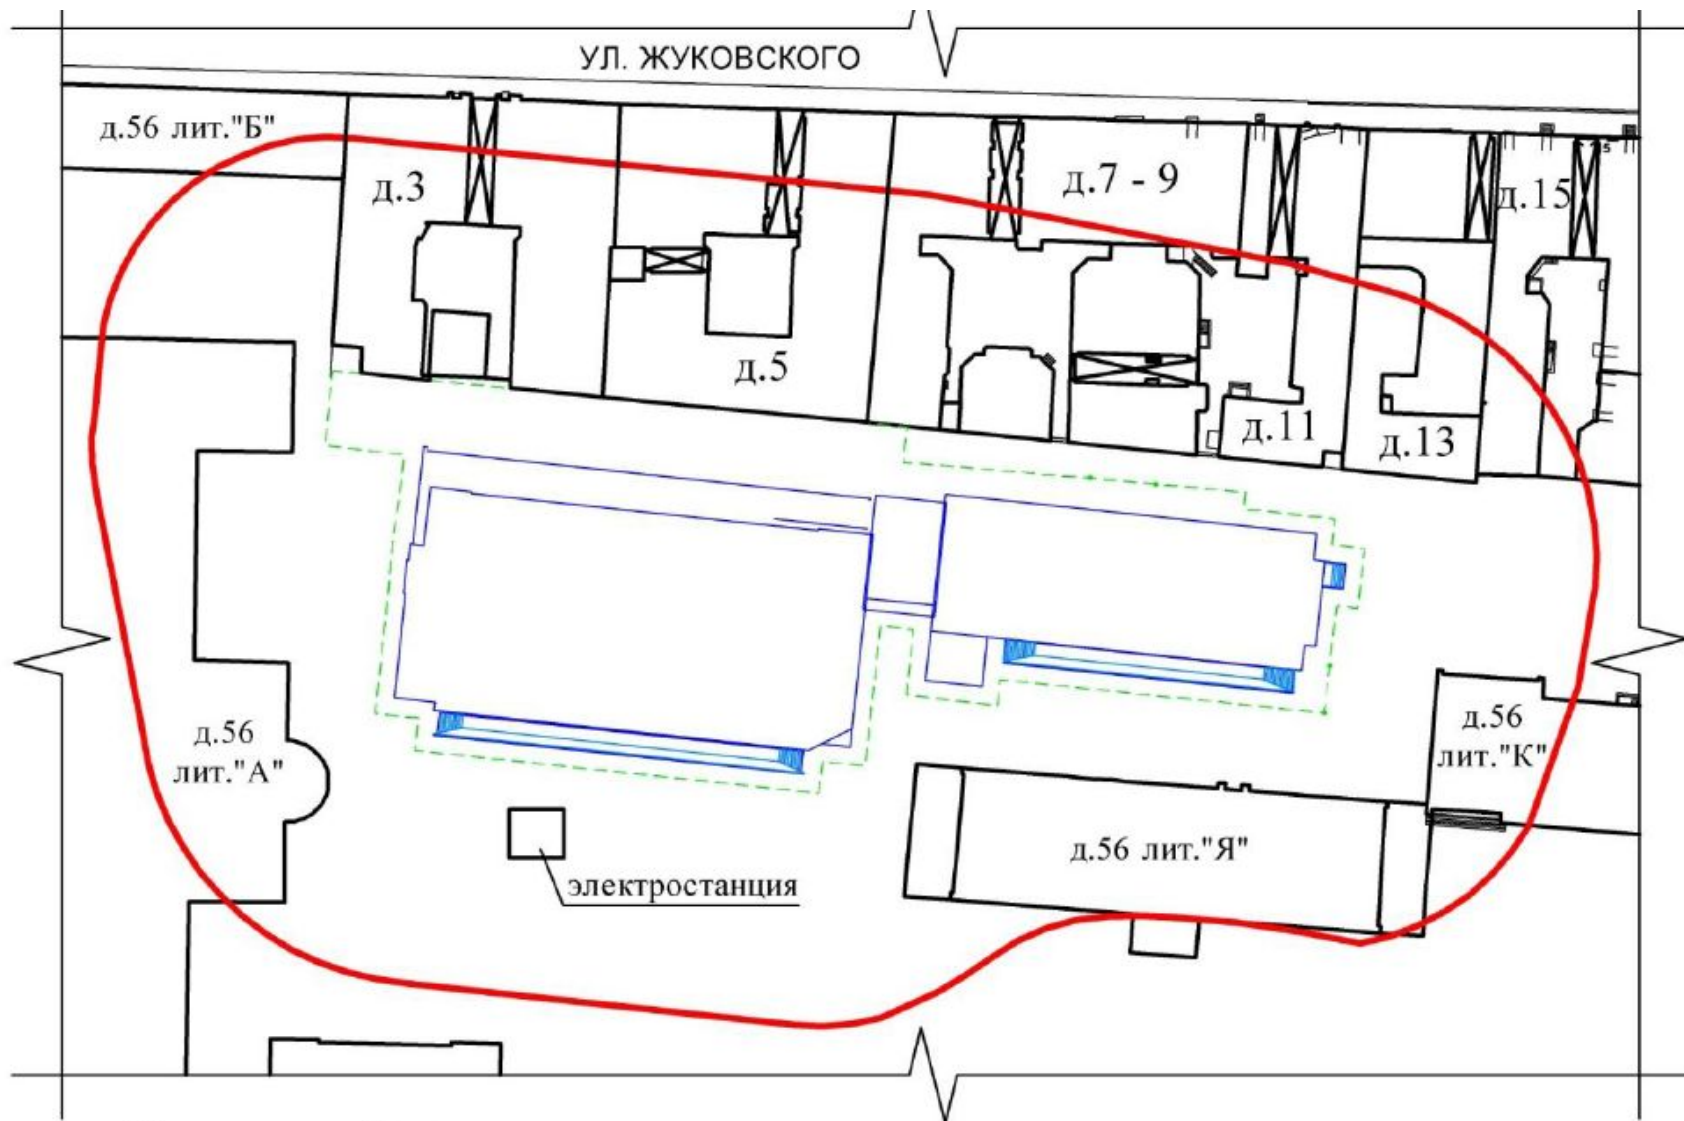 УЛ. ЖУКОВСКОГО
д.56 лит."Б"
д.3
д.7 - 9
д.15
д.5
д.11
д.13
д.56
лит."А"
д.56
лит."К"
д.56 лит."Я"
электростанция